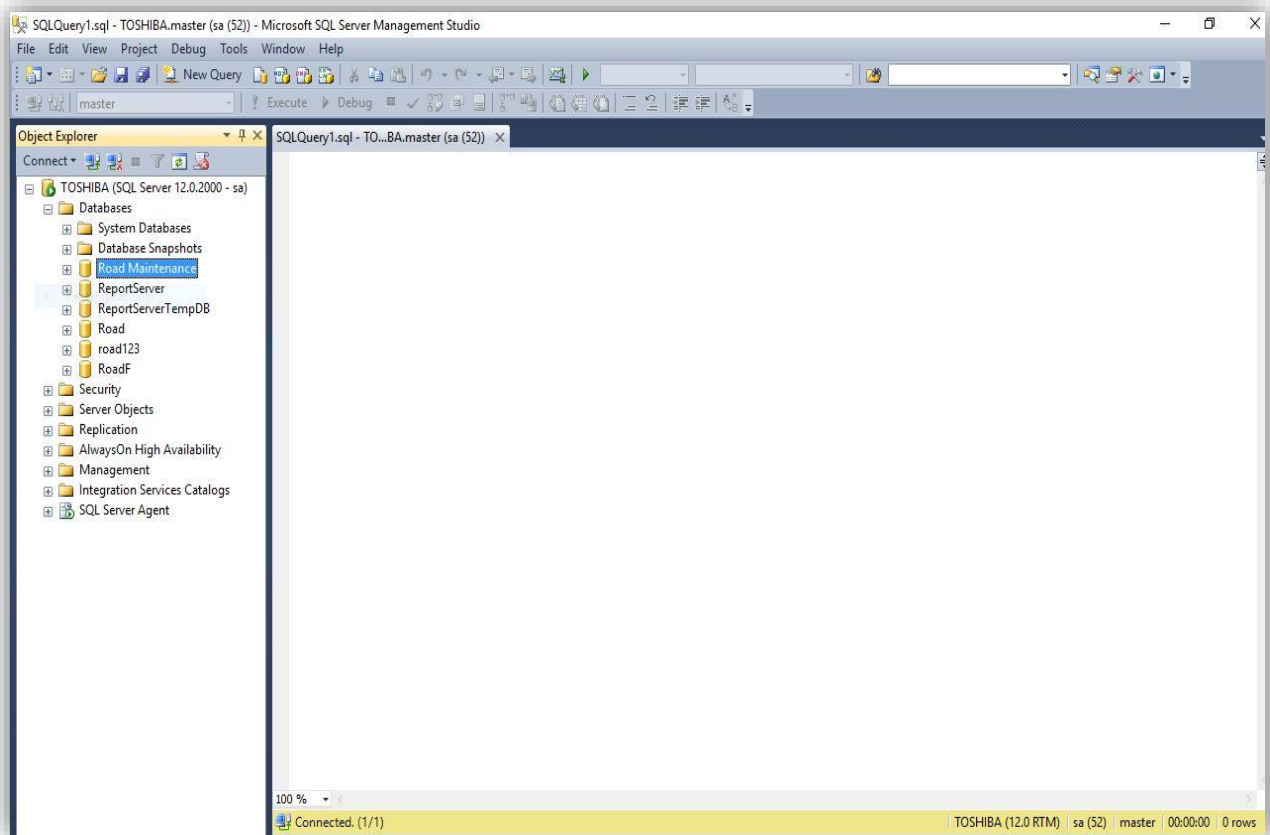 SQLQuery1.sql - TOSHIBA.master (sa (52)) - Microsoft SQL Server Management Studio
File Edit View Project Debug Tools Window Help
New Query
master
Execute Debug
Object Explorer
SQLQuery1.sql - TO...BA.master (sa (52))
Connect
TOSHIBA (SQL Server 12.0.2000 - sa)
Databases
System Databases
Database Snapshots
Road Maintenance
ReportServer
ReportServerTempDB
Road
road123
RoadF
Security
Server Objects
Replication
AlwaysOn High Availability
Management
Integration Services Catalogs
SQL Server Agent
100 %
Connected. (1/1)
TOSHIBA (12.0 RTM) sa (52) master 00:00:00 0 rows